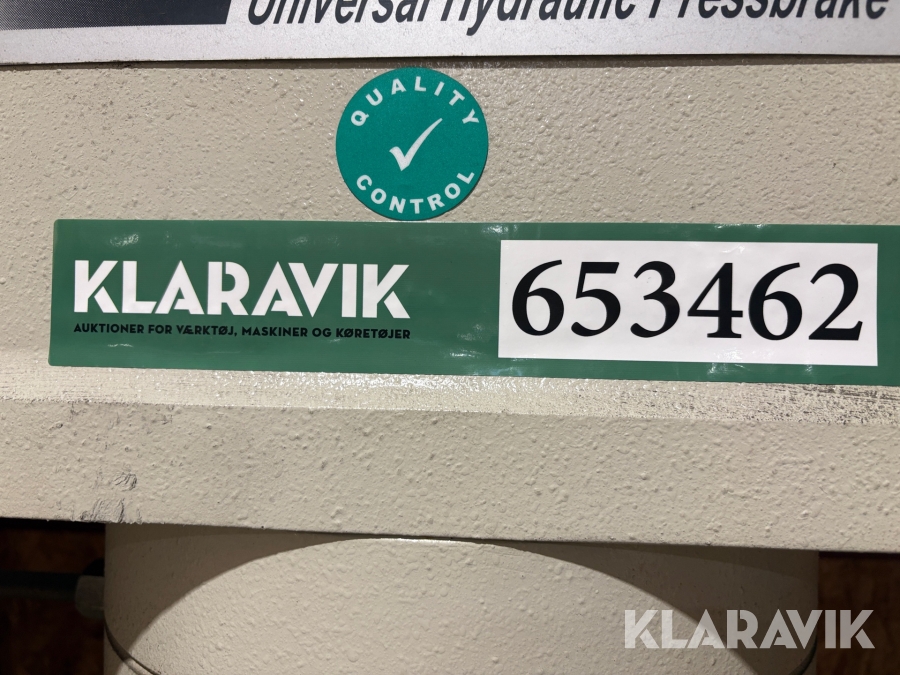 Universal Hydraulic Pressbrake
QUALITY
CONTROL
KLARAVIK
AUKTIONER FOR VÆRKTØJ, MASKINER OG KØRETØJER
653462
KLARAVIK